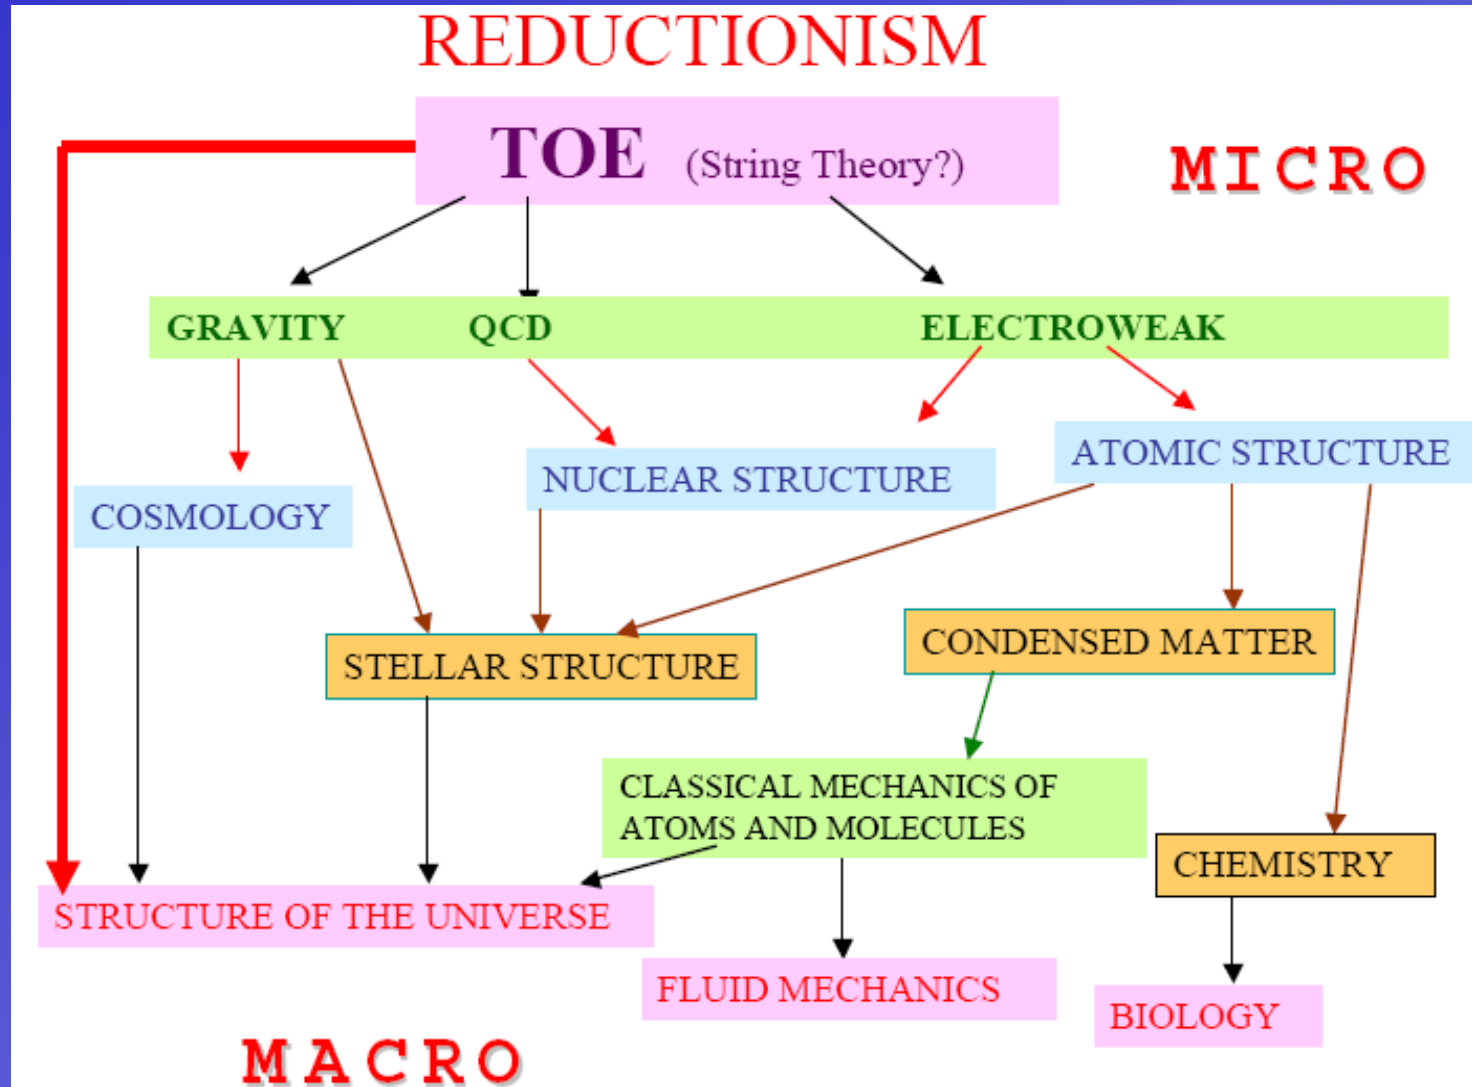 REDUCTIONISM
TOE (String Theory?)
MICRO
GRAVITY QCD ELECTROWEAK
ATOMIC STRUCTURE
NUCLEAR STRUCTURE
COSMOLOGY
CONDENSED MATTER
STELLAR STRUCTURE
CLASSICAL MECHANICS OF
ATOMS AND MOLECULES
CHEMISTRY
STRUCTURE OF THE UNIVERSE
FLUID MECHANICS
BIOLOGY
MACRO